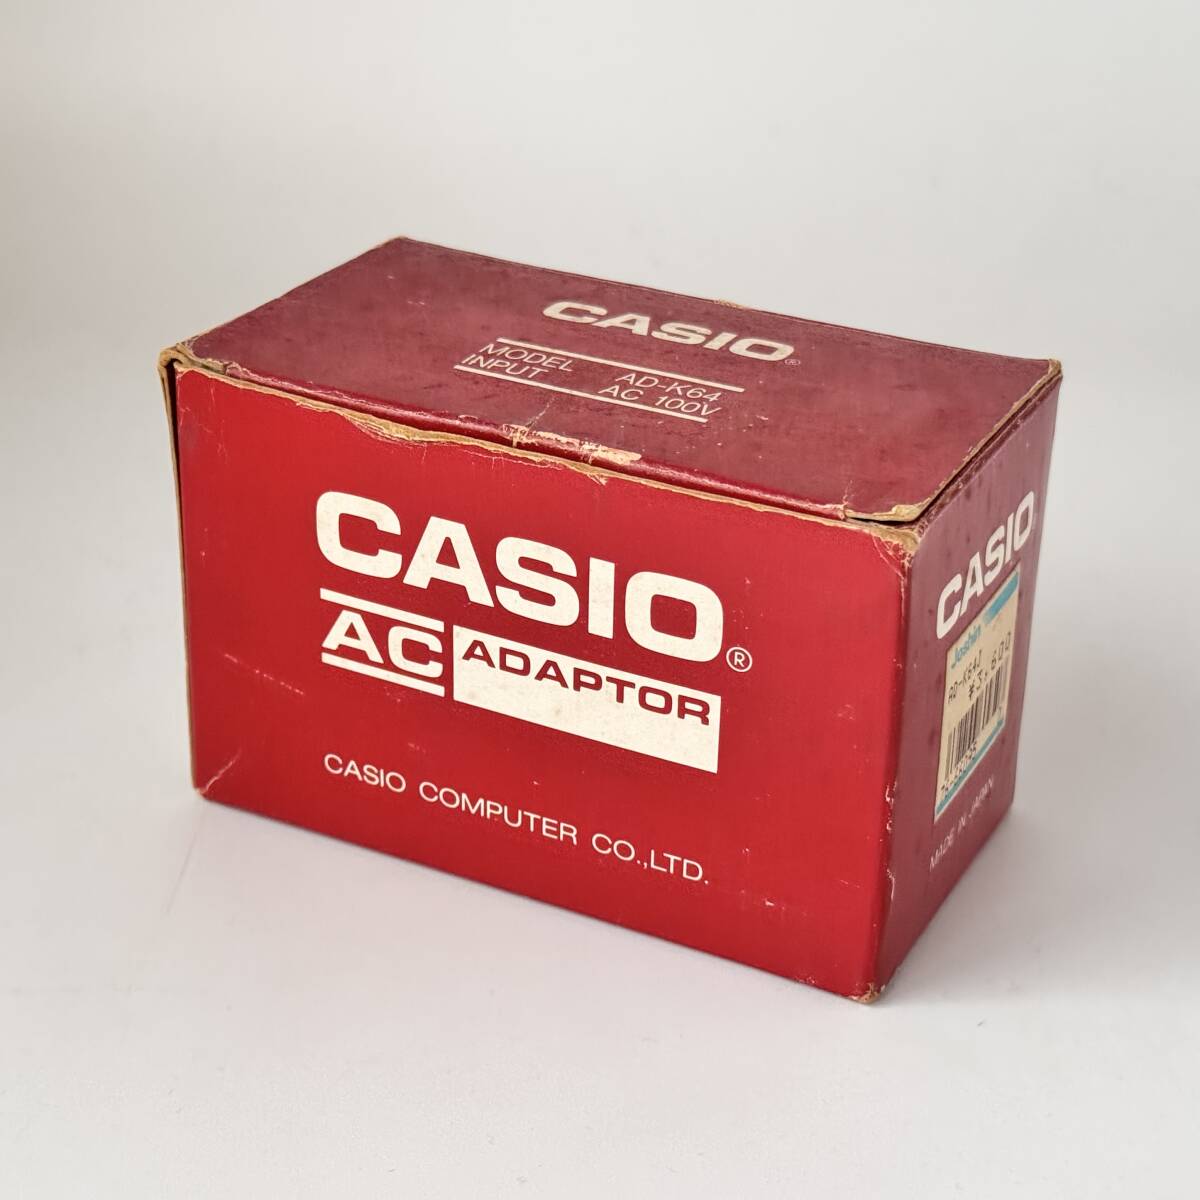 CASIO®
MODEL AD-K64
INPUT AC 100V
CASIO®
AC ADAPTOR
CASIO COMPUTER CO.,LTD.
CASIO
Joshin
MADE IN JAPAN